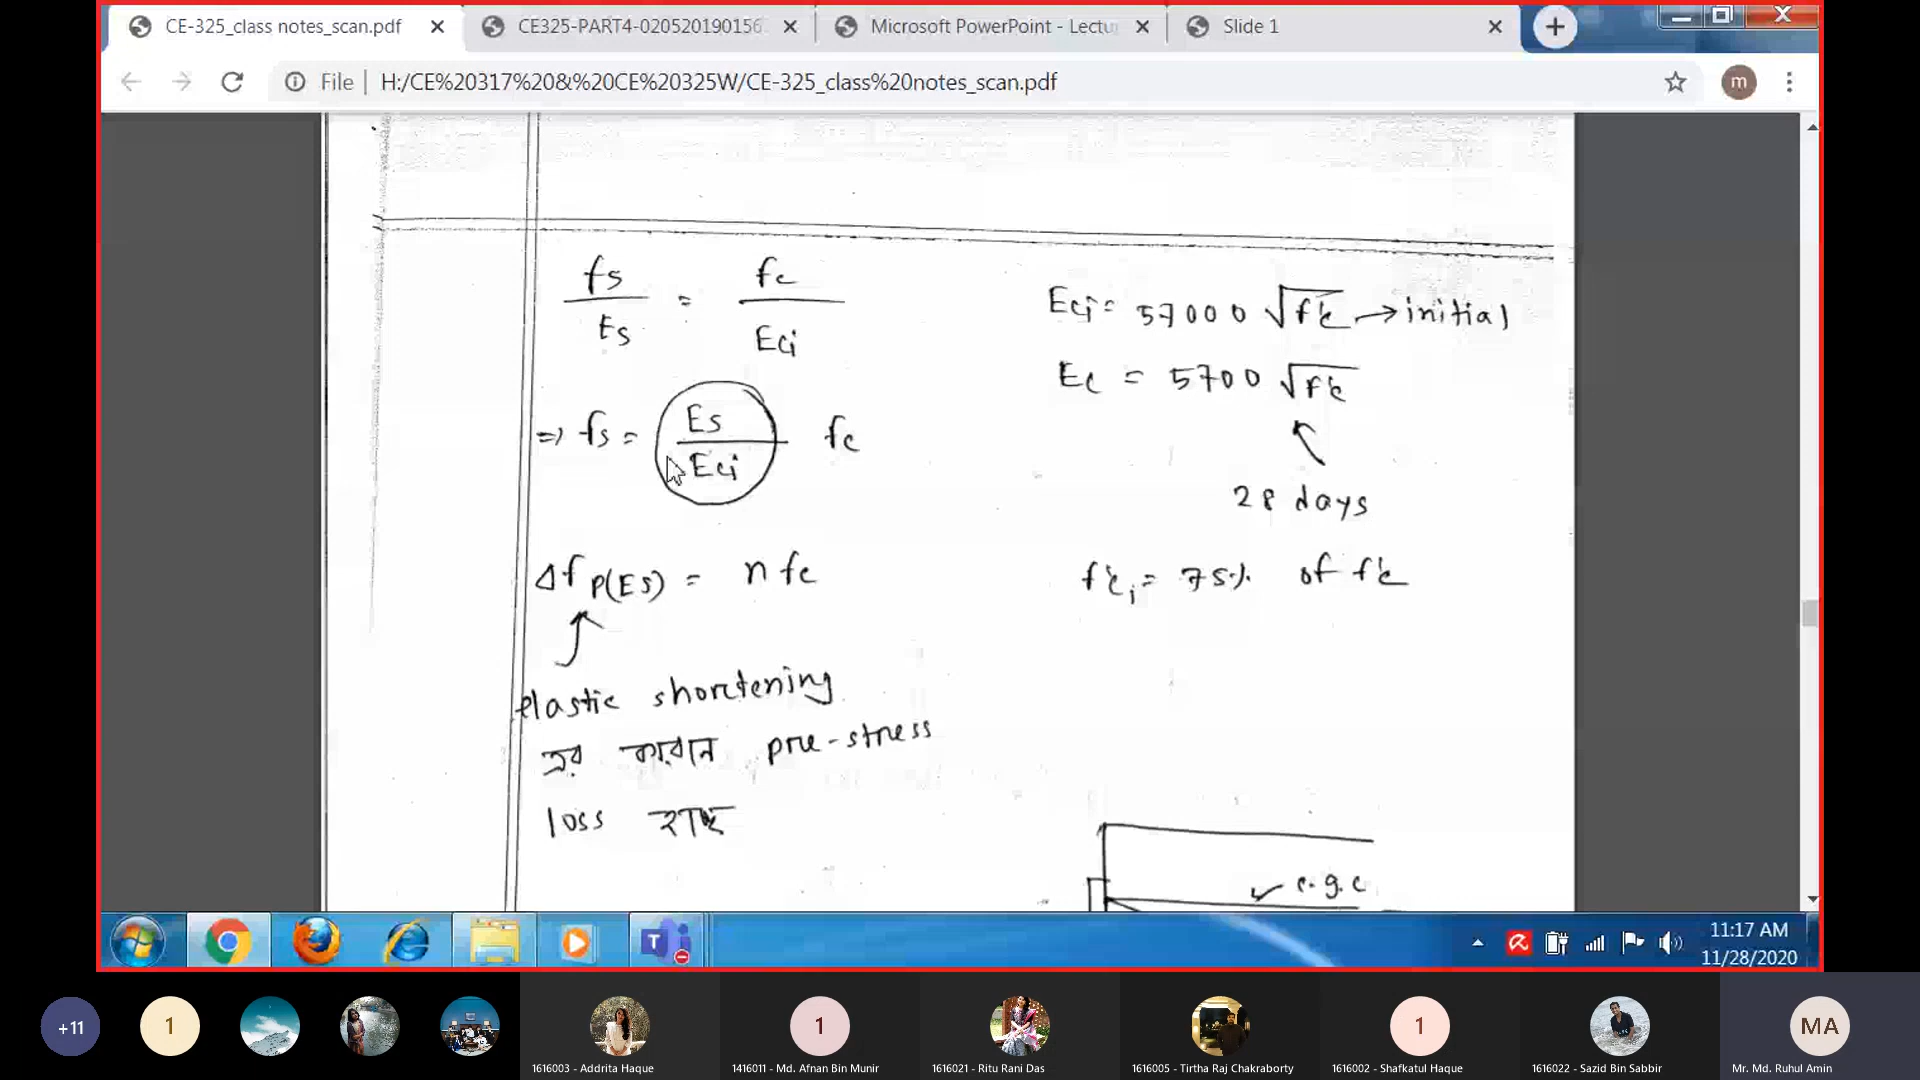 CE-325_class notes_scan.pdf
CE325-PART4-020520190156
Microsoft PowerPoint - Lectu
Slide 1
File | H:/CE%20317%20&%20CE%20325W/CE-325_class%20notes_scan.pdf
m
fs/Es = fc/Eci
Eci = 57000 √f'c → initial
Ec = 5700 √f'c
⇒ fs = Es/Eci fc
28 days
Δf P(ES) = n fc
f'ci = 75% of f'c
elastic shortening
এর কারনে pre-stress
loss হচ্ছে
c.g.c
11:17 AM
11/28/2020
+11
1
1616003 - Addrita Haque
1
1416011 - Md. Afnan Bin Munir
1616021 - Ritu Rani Das
1616005 - Tirtha Raj Chakraborty
1
1616002 - Shafkatul Haque
1616022 - Sazid Bin Sabbir
MA
Mr. Md. Ruhul Amin